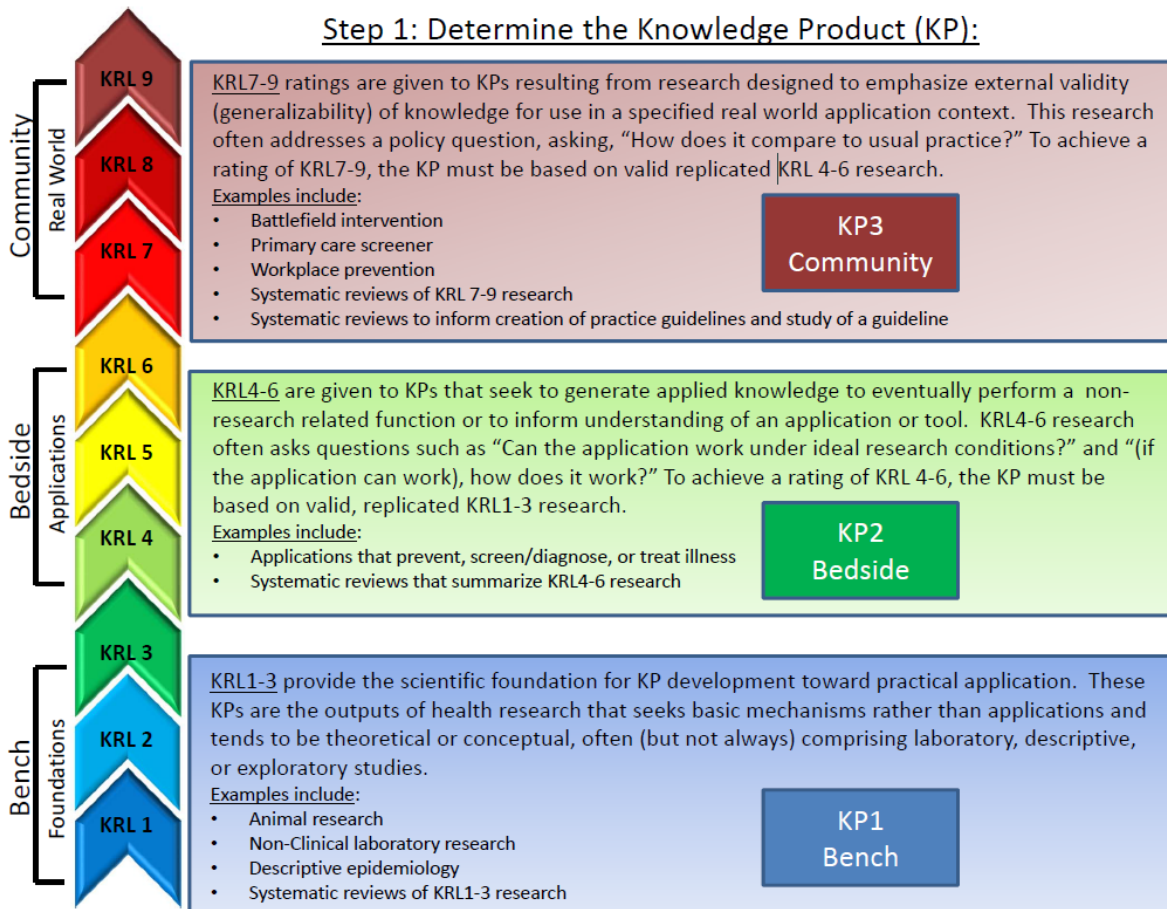 Step 1: Determine the Knowledge Product (KP):
KRL 9
KRL 8
KRL 7
KRL 6
KRL 5
KRL 4
KRL 3
KRL 2
KRL 1
Community
Real World
Bedside
Applications
Bench
Foundations
KRL7-9 ratings are given to KPs resulting from research designed to emphasize external validity
(generalizability) of knowledge for use in a specified real world application context.  This research
often addresses a policy question, asking, “How does it compare to usual practice?” To achieve a
rating of KRL7-9, the KP must be based on valid replicated KRL 4-6 research.
Examples include:
• Battlefield intervention
• Primary care screener
• Workplace prevention
• Systematic reviews of KRL 7-9 research
• Systematic reviews to inform creation of practice guidelines and study of a guideline
KP3
Community
KRL4-6 are given to KPs that seek to generate applied knowledge to eventually perform a  non-
research related function or to inform understanding of an application or tool.  KRL4-6 research
often asks questions such as “Can the application work under ideal research conditions?” and “(if
the application can work), how does it work?” To achieve a rating of KRL 4-6, the KP must be
based on valid, replicated KRL1-3 research.
Examples include:
• Applications that prevent, screen/diagnose, or treat illness
• Systematic reviews that summarize KRL4-6 research
KP2
Bedside
KRL1-3 provide the scientific foundation for KP development toward practical application.  These
KPs are the outputs of health research that seeks basic mechanisms rather than applications and
tends to be theoretical or conceptual, often (but not always) comprising laboratory, descriptive,
or exploratory studies.
Examples include:
• Animal research
• Non-Clinical laboratory research
• Descriptive epidemiology
• Systematic reviews of KRL1-3 research
KP1
Bench